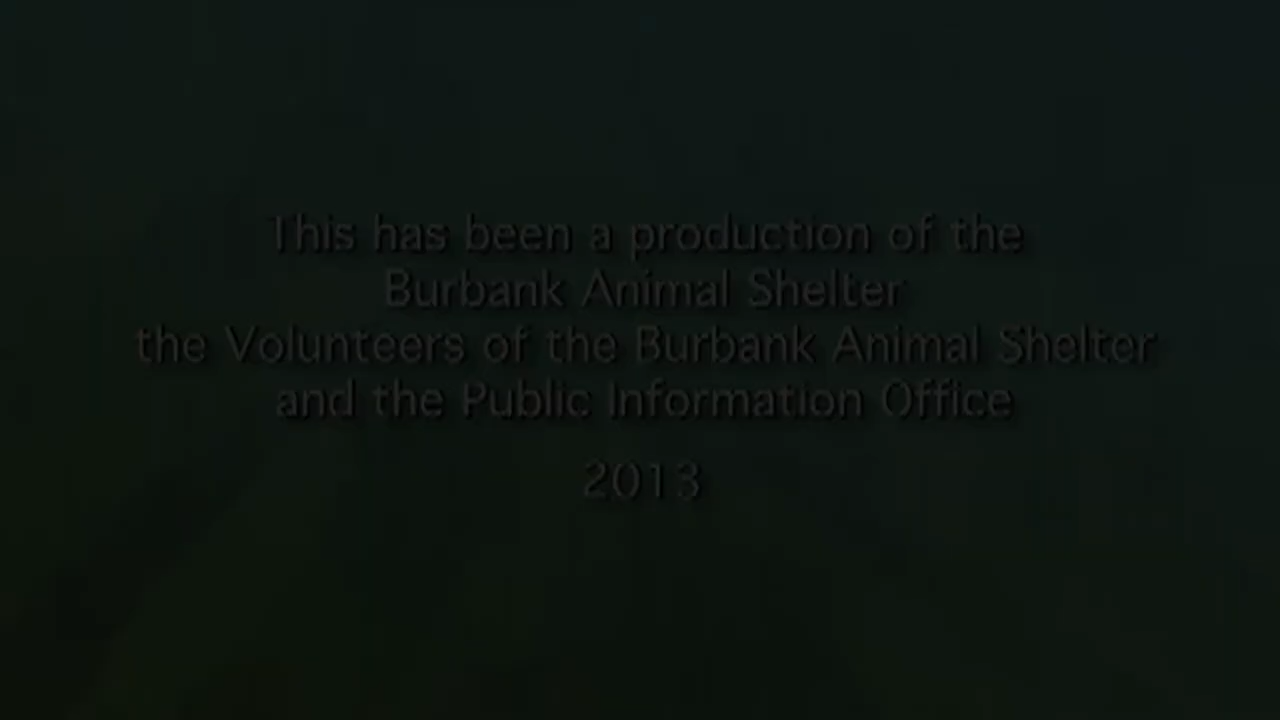 This has been a production of the
Burbank Animal Shelter
the Volunteers of the Burbank Animal Shelter
and the Public Information Office
2013